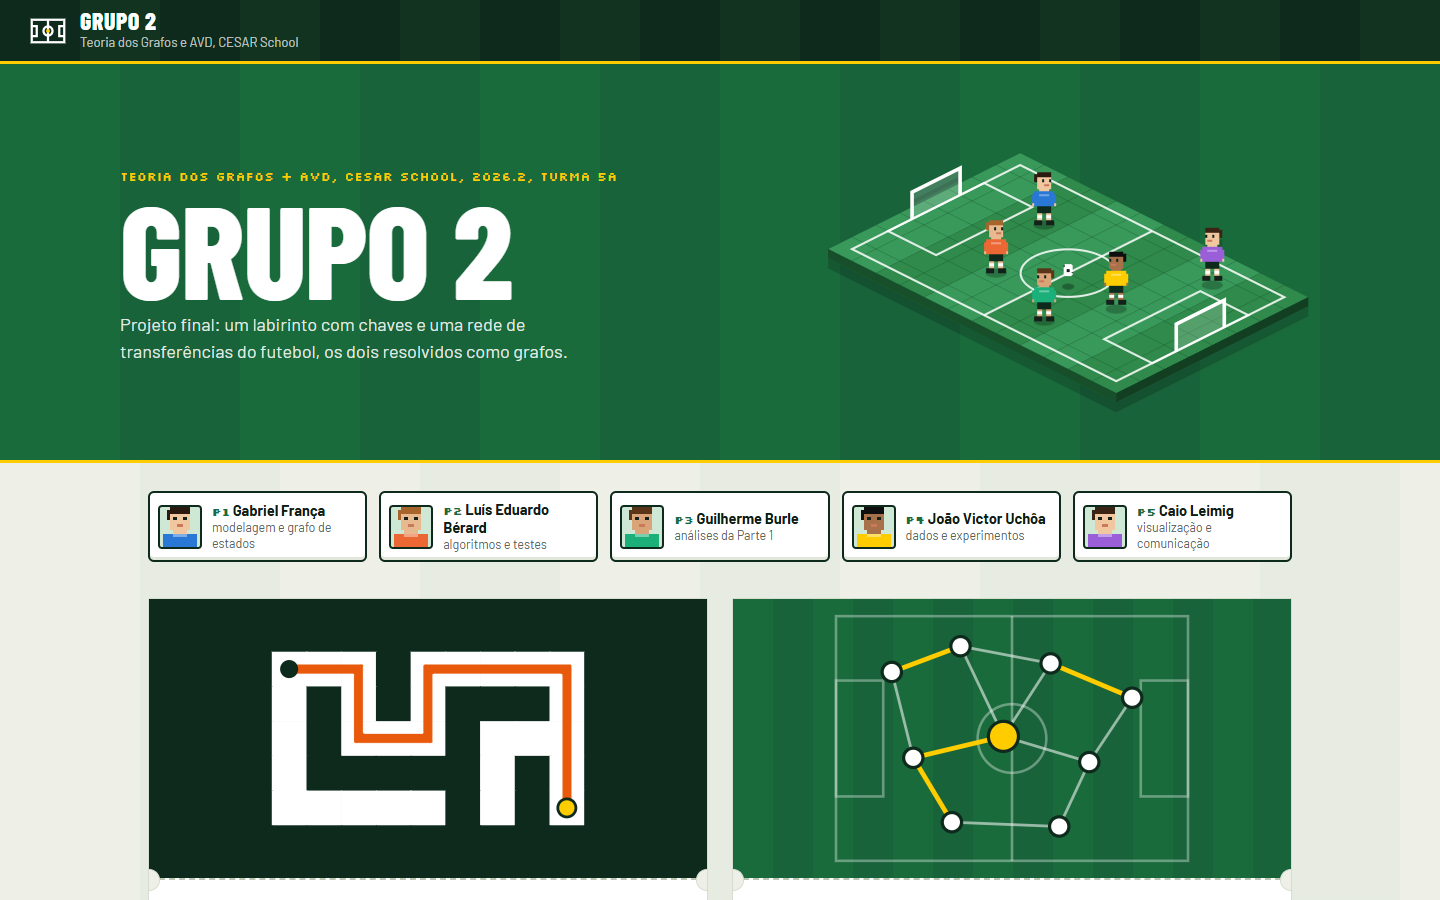 GRUPO 2
Teoria dos Grafos e AVD, CESAR School
TEORIA DOS GRAFOS + AVD, CESAR SCHOOL, 2026.2, TURMA 5A
GRUPO 2
Projeto final: um labirinto com chaves e uma rede de
transferências do futebol, os dois resolvidos como grafos.
P1 Gabriel França
modelagem e grafo de
estados
P2 Luís Eduardo
Bérard
algoritmos e testes
P3 Guilherme Burle
análises da Parte 1
P4 João Victor Uchôa
dados e experimentos
P5 Caio Leimig
visualização e
comunicação